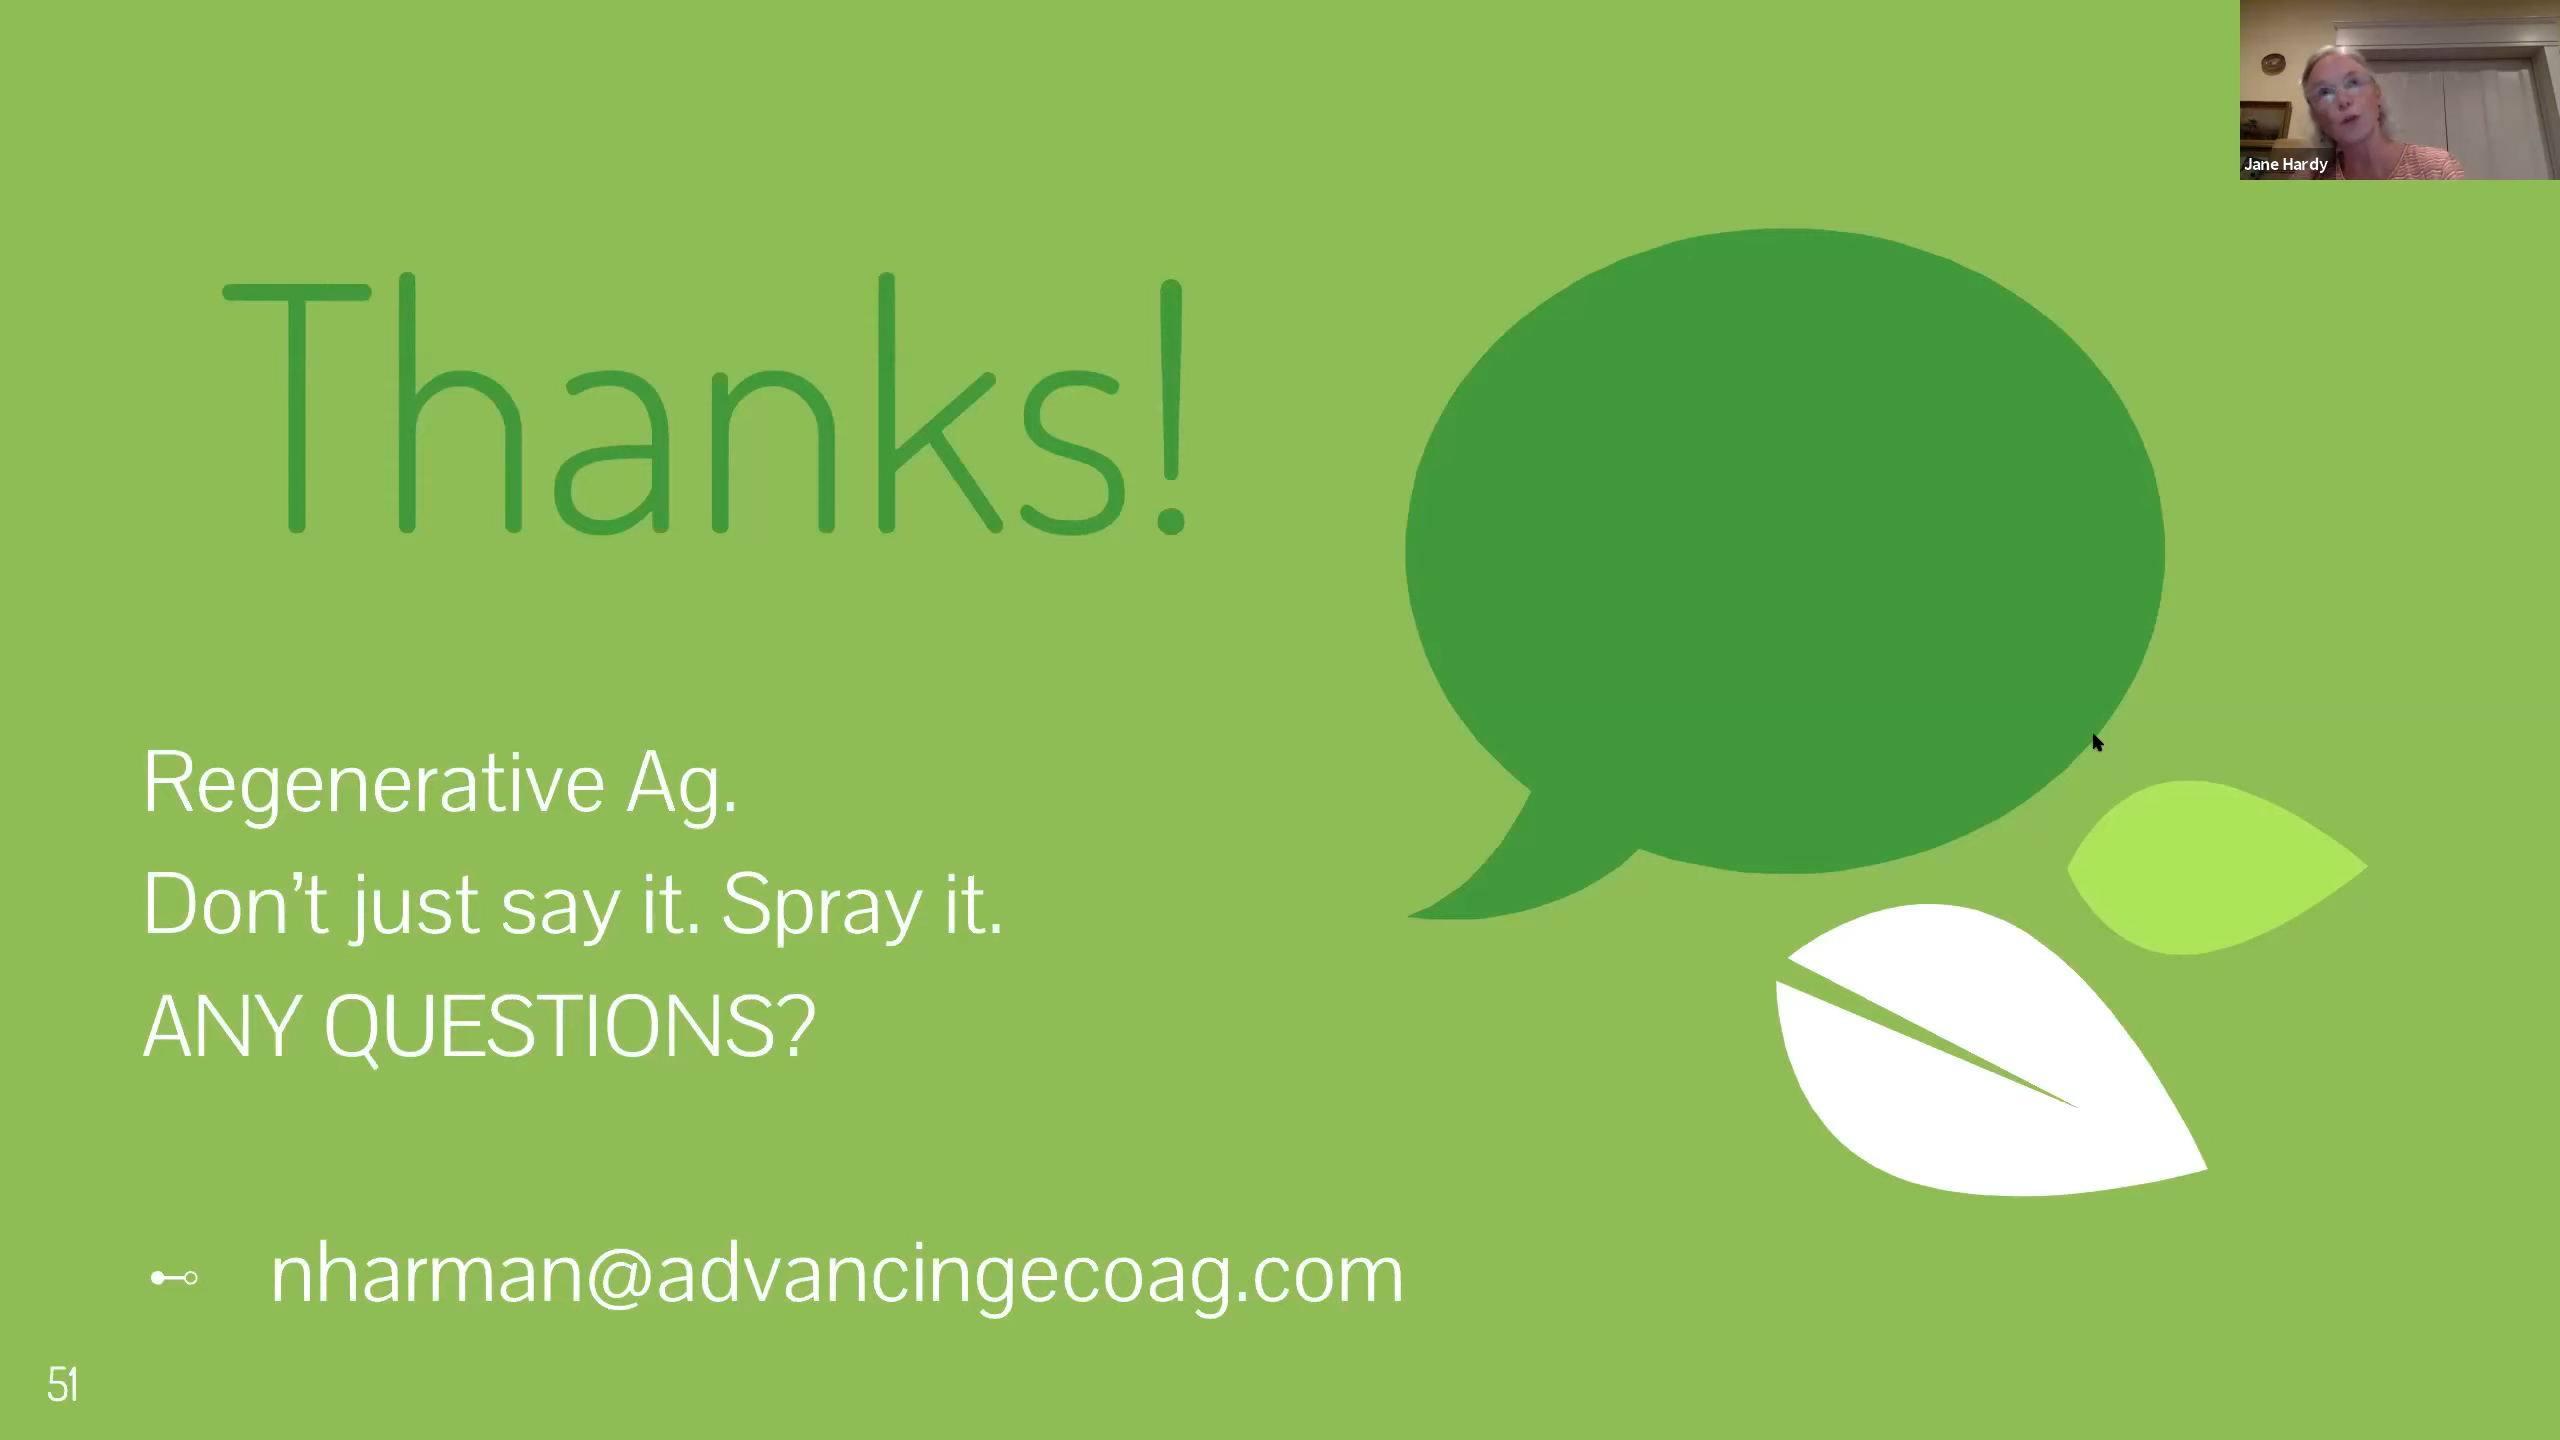 Jane Hardy
Thanks!
Regenerative Ag.
Don’t just say it. Spray it.
ANY QUESTIONS?
nharman@advancingecoag.com
51